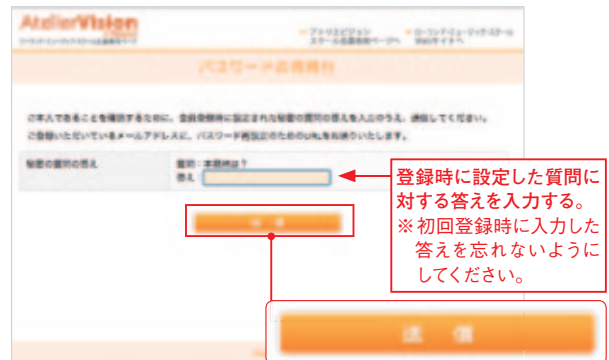 AtelierVision
パスワード再発行
ご本人であることを確認するために、会員登録時に設定された秘密の質問の答えを入力のうえ、送信してください。
ご登録いただいているメールアドレスに、パスワード再設定のためのURLをお送りいたします。
秘密の質問の答え
質問：本籍地は？
答え：
登録時に設定した質問に
対する答えを入力する。
※初回登録時に入力した
答えを忘れないように
してください。
送 信
送 信